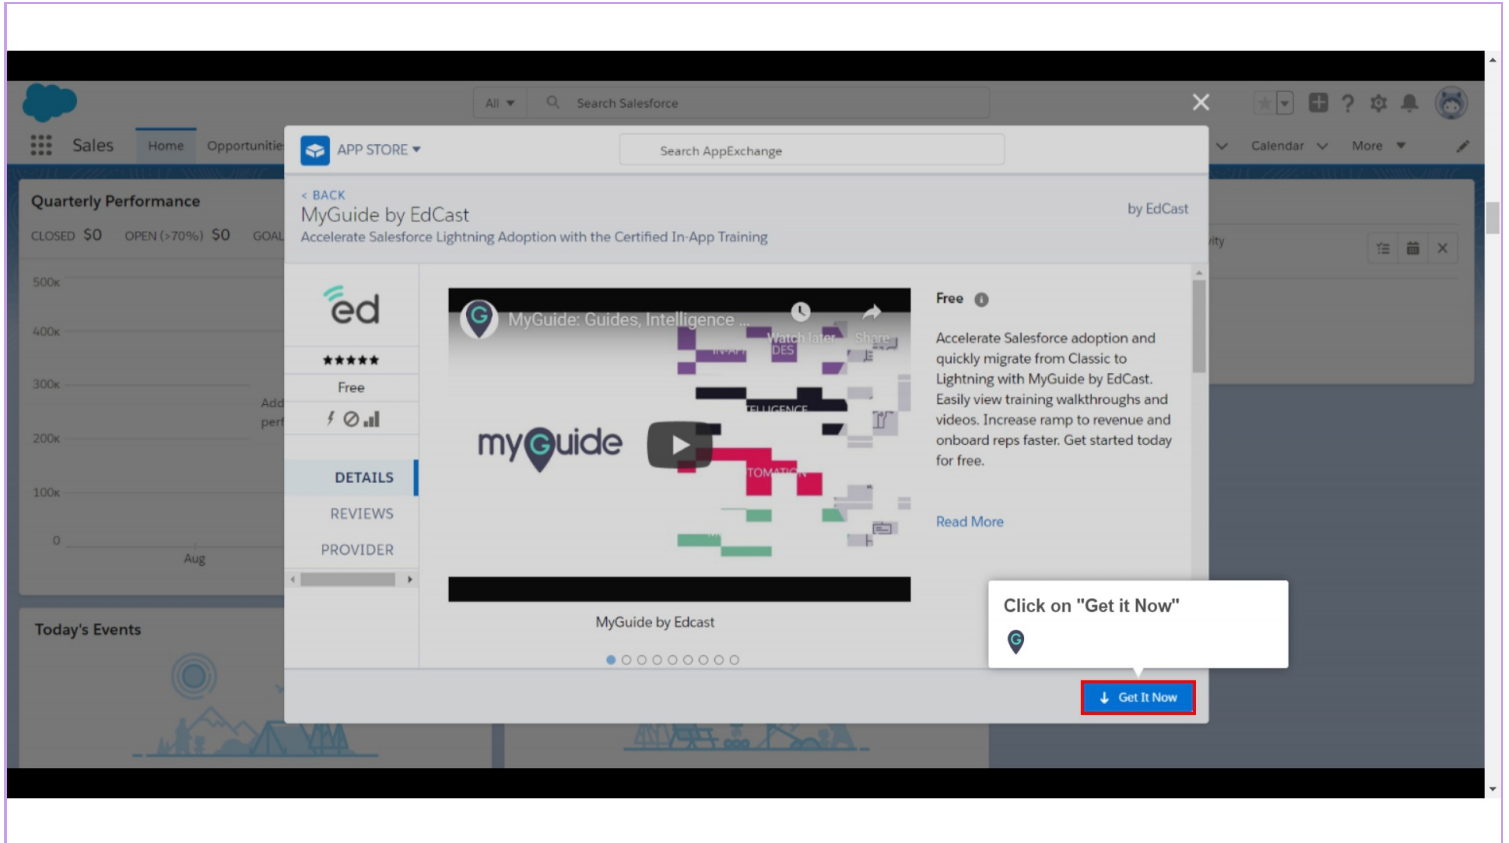 All
Search Salesforce
Sales
Home
Opportunitie
Calendar
More
APP STORE
Search AppExchange
< BACK
MyGuide by EdCast
by EdCast
Accelerate Salesforce Lightning Adoption with the Certified In-App Training
Quarterly Performance
CLOSED $0 OPEN (>70%) $0 GOAL
500K
400K
300K
200K
100K
0
Aug
Add
perf
ed
★★★★★
Free
DETAILS
REVIEWS
PROVIDER
MyGuide: Guides, Intelligence ...
Watch later
Share
myGuide
MyGuide by Edcast
Free
Accelerate Salesforce adoption and
quickly migrate from Classic to
Lightning with MyGuide by EdCast.
Easily view training walkthroughs and
videos. Increase ramp to revenue and
onboard reps faster. Get started today
for free.
Read More
Click on "Get it Now"
Get It Now
Today's Events